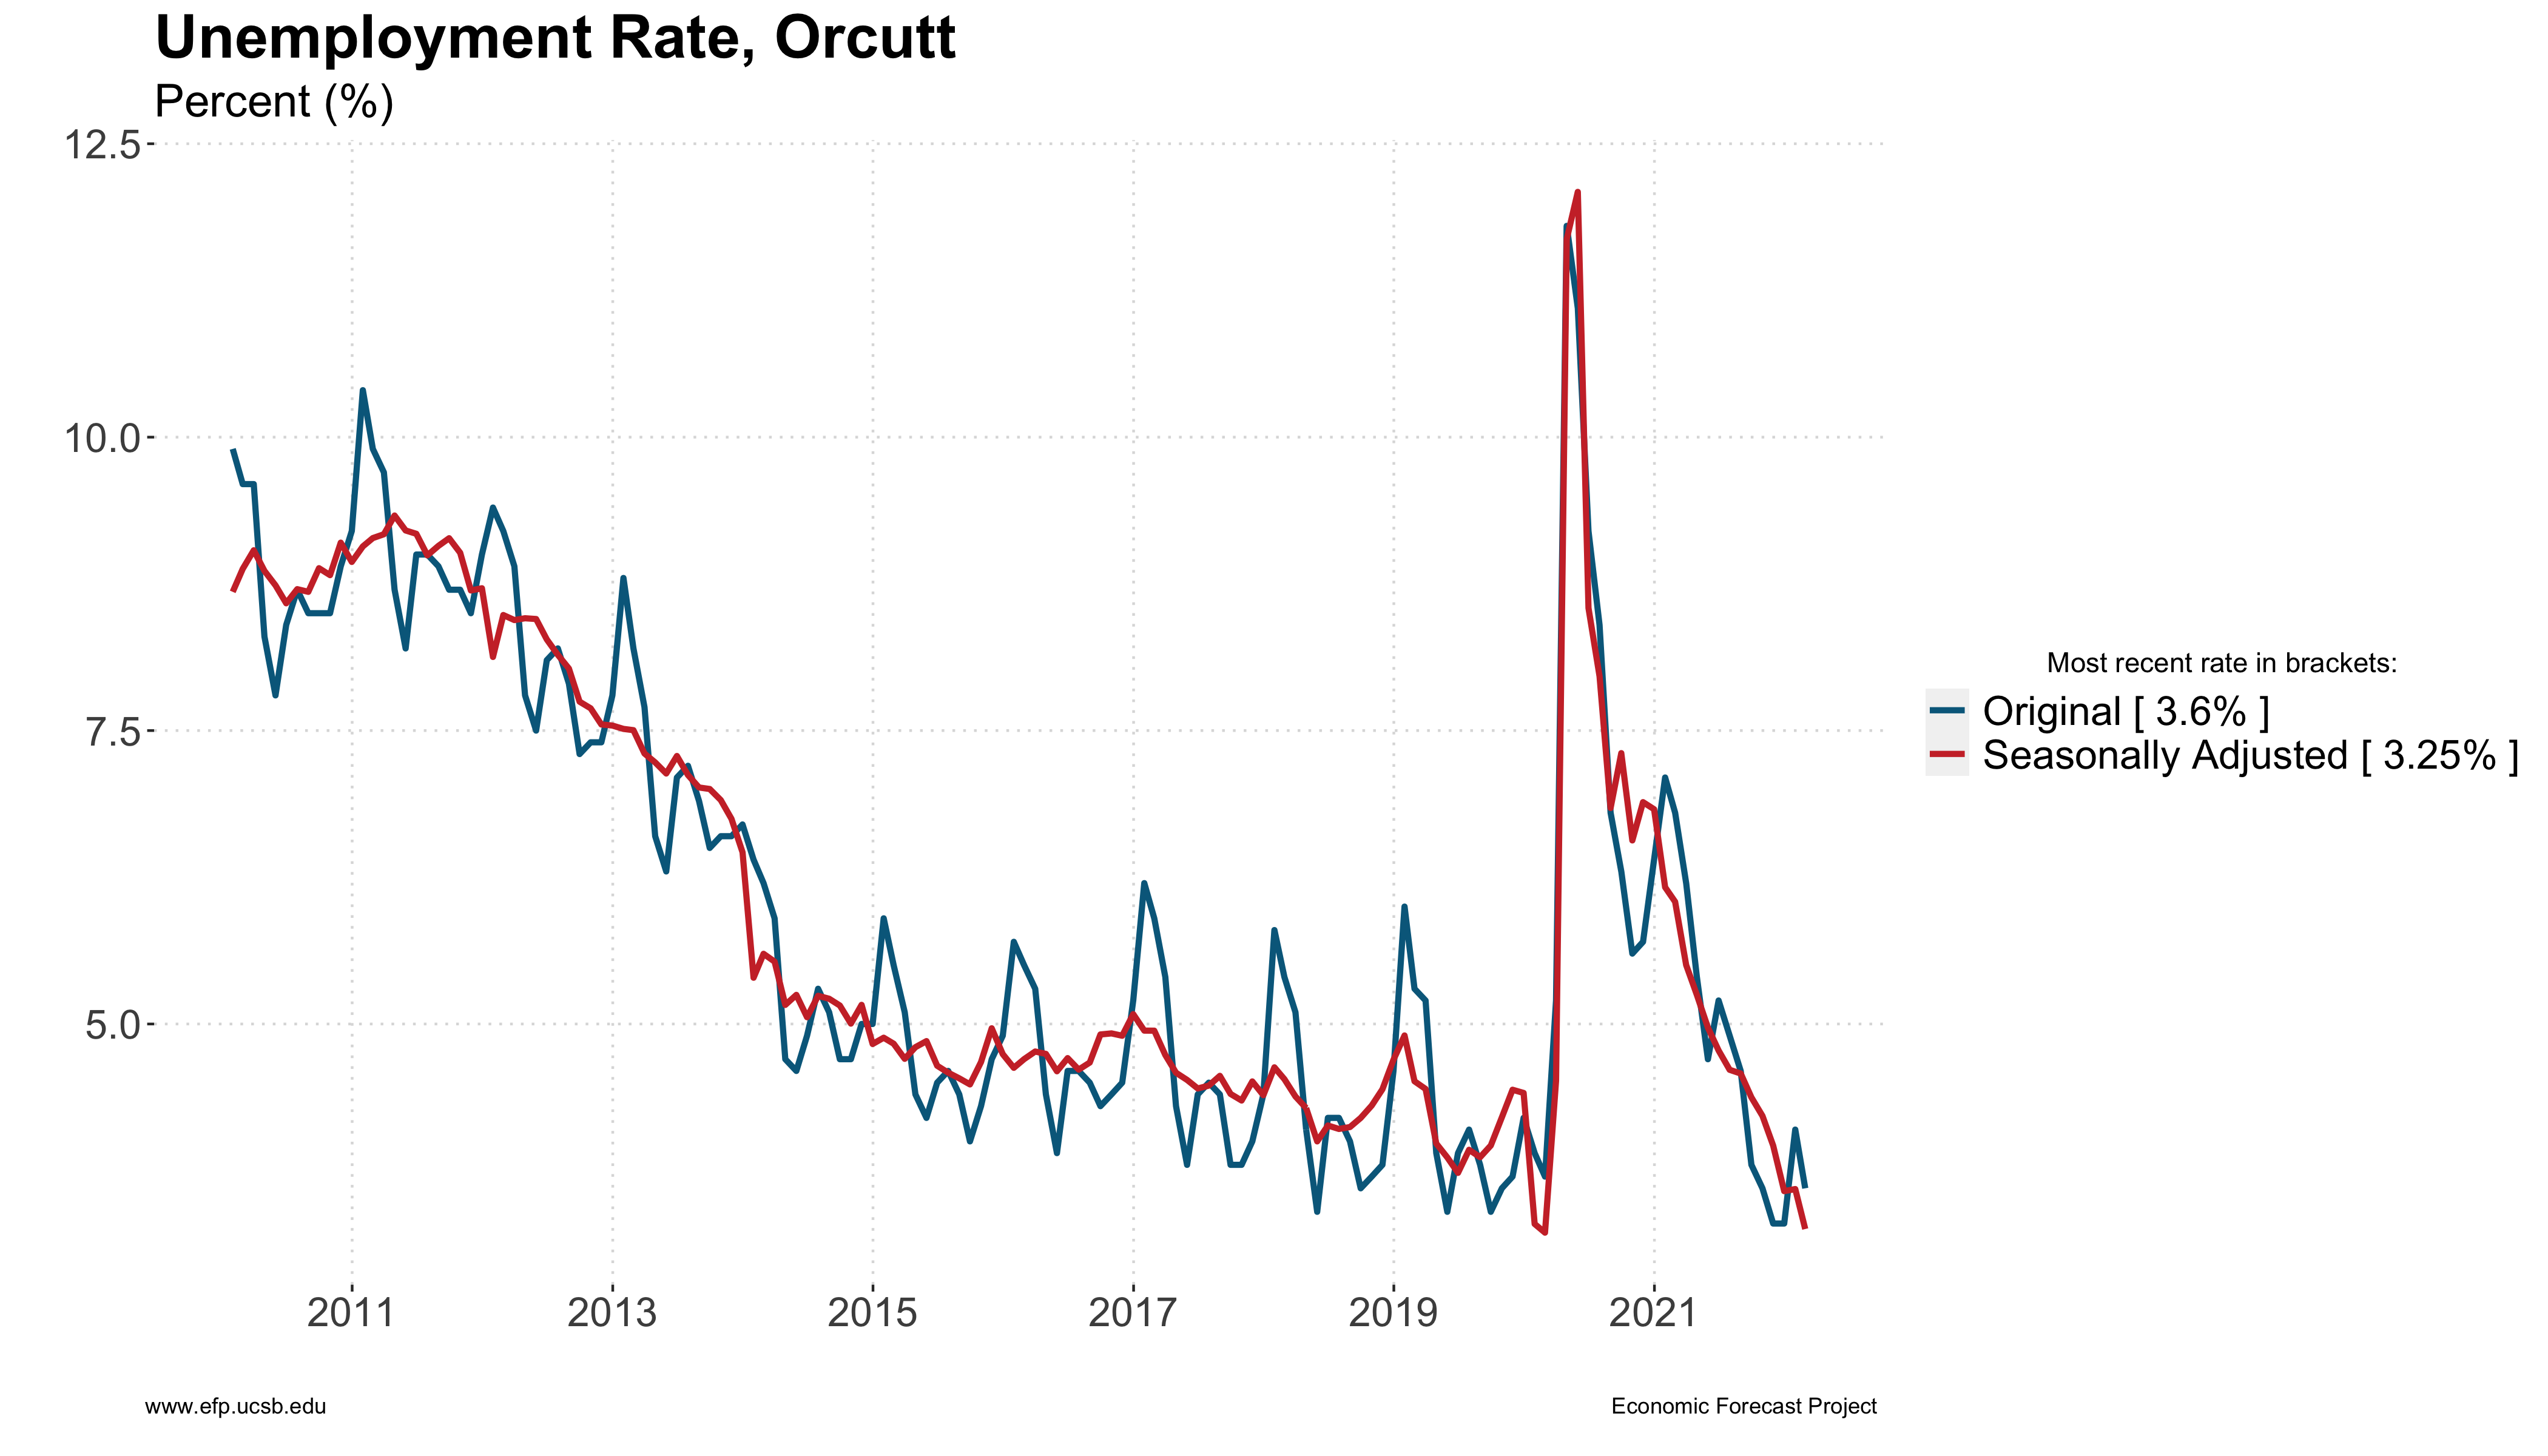 Unemployment Rate, Orcutt
Percent (%)
12.5
10.0
7.5
5.0
2011 2013 2015 2017 2019 2021
Most recent rate in brackets:
Original [ 3.6% ]
Seasonally Adjusted [ 3.25% ]
www.efp.ucsb.edu
Economic Forecast Project